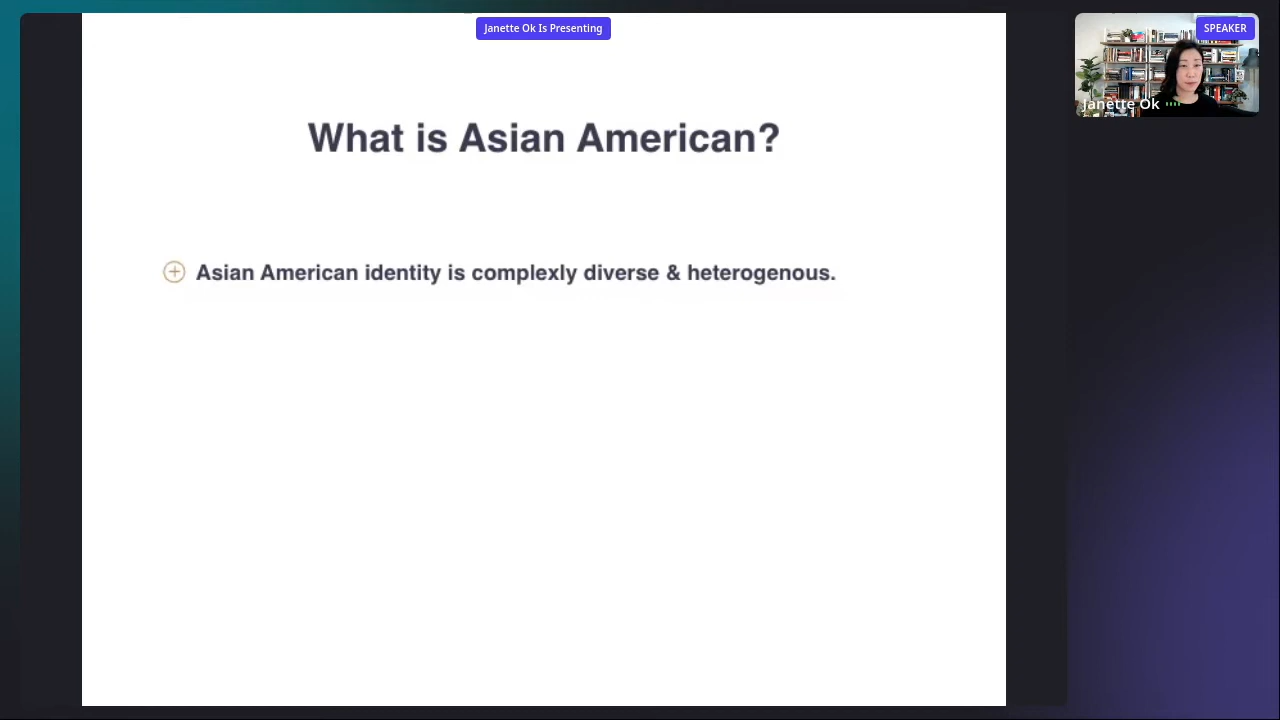 Janette Ok Is Presenting
SPEAKER
Janette Ok
What is Asian American?
Asian American identity is complexly diverse & heterogenous.